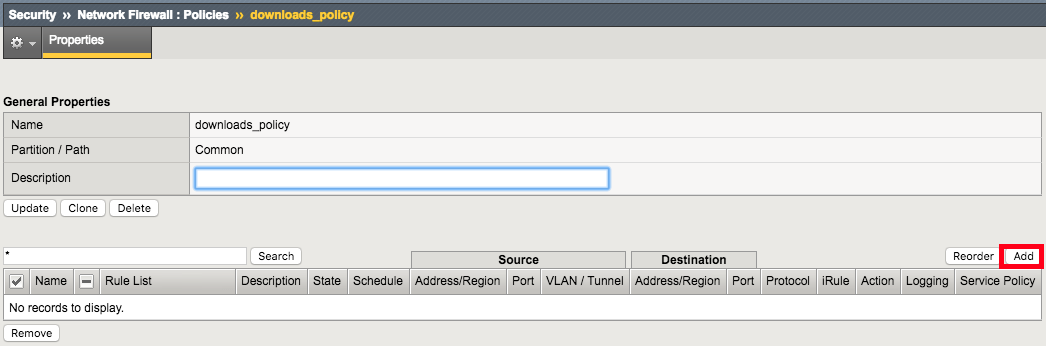 Security ›› Network Firewall : Policies ›› downloads_policy
Properties
General Properties
Name downloads_policy
Partition / Path Common
Description
Update Clone Delete
* Search Source Destination Reorder Add
Name Rule List Description State Schedule Address/Region Port VLAN / Tunnel Address/Region Port Protocol iRule Action Logging Service Policy
No records to display.
Remove